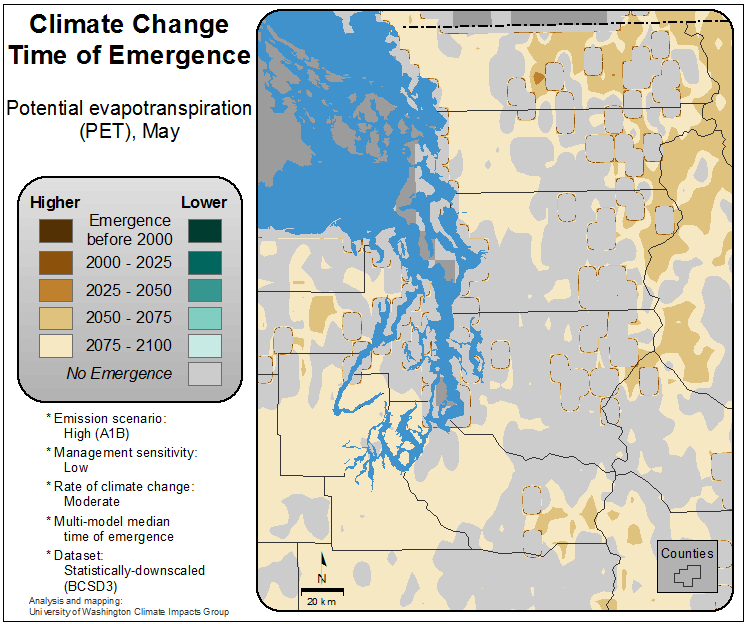 Climate Change
Time of Emergence
Potential evapotranspiration
(PET), May
Higher Lower
Emergence
before 2000
2000 - 2025
2025 - 2050
2050 - 2075
2075 - 2100
No Emergence
* Emission scenario:
High (A1B)
* Management sensitivity:
Low
* Rate of climate change:
Moderate
* Multi-model median
time of emergence
* Dataset:
Statistically-downscaled
(BCSD3)
Analysis and mapping:
University of Washington Climate Impacts Group
N
20 km
Counties